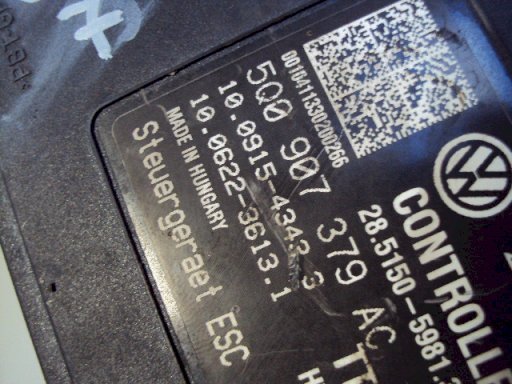 0016411330200266
5Q0 907 379 AC
10.0915-4343.3
10.0622-3613.1
MADE IN HUNGARY
Steuergeraet ESC
CONTROLLE
28.5150-5981.